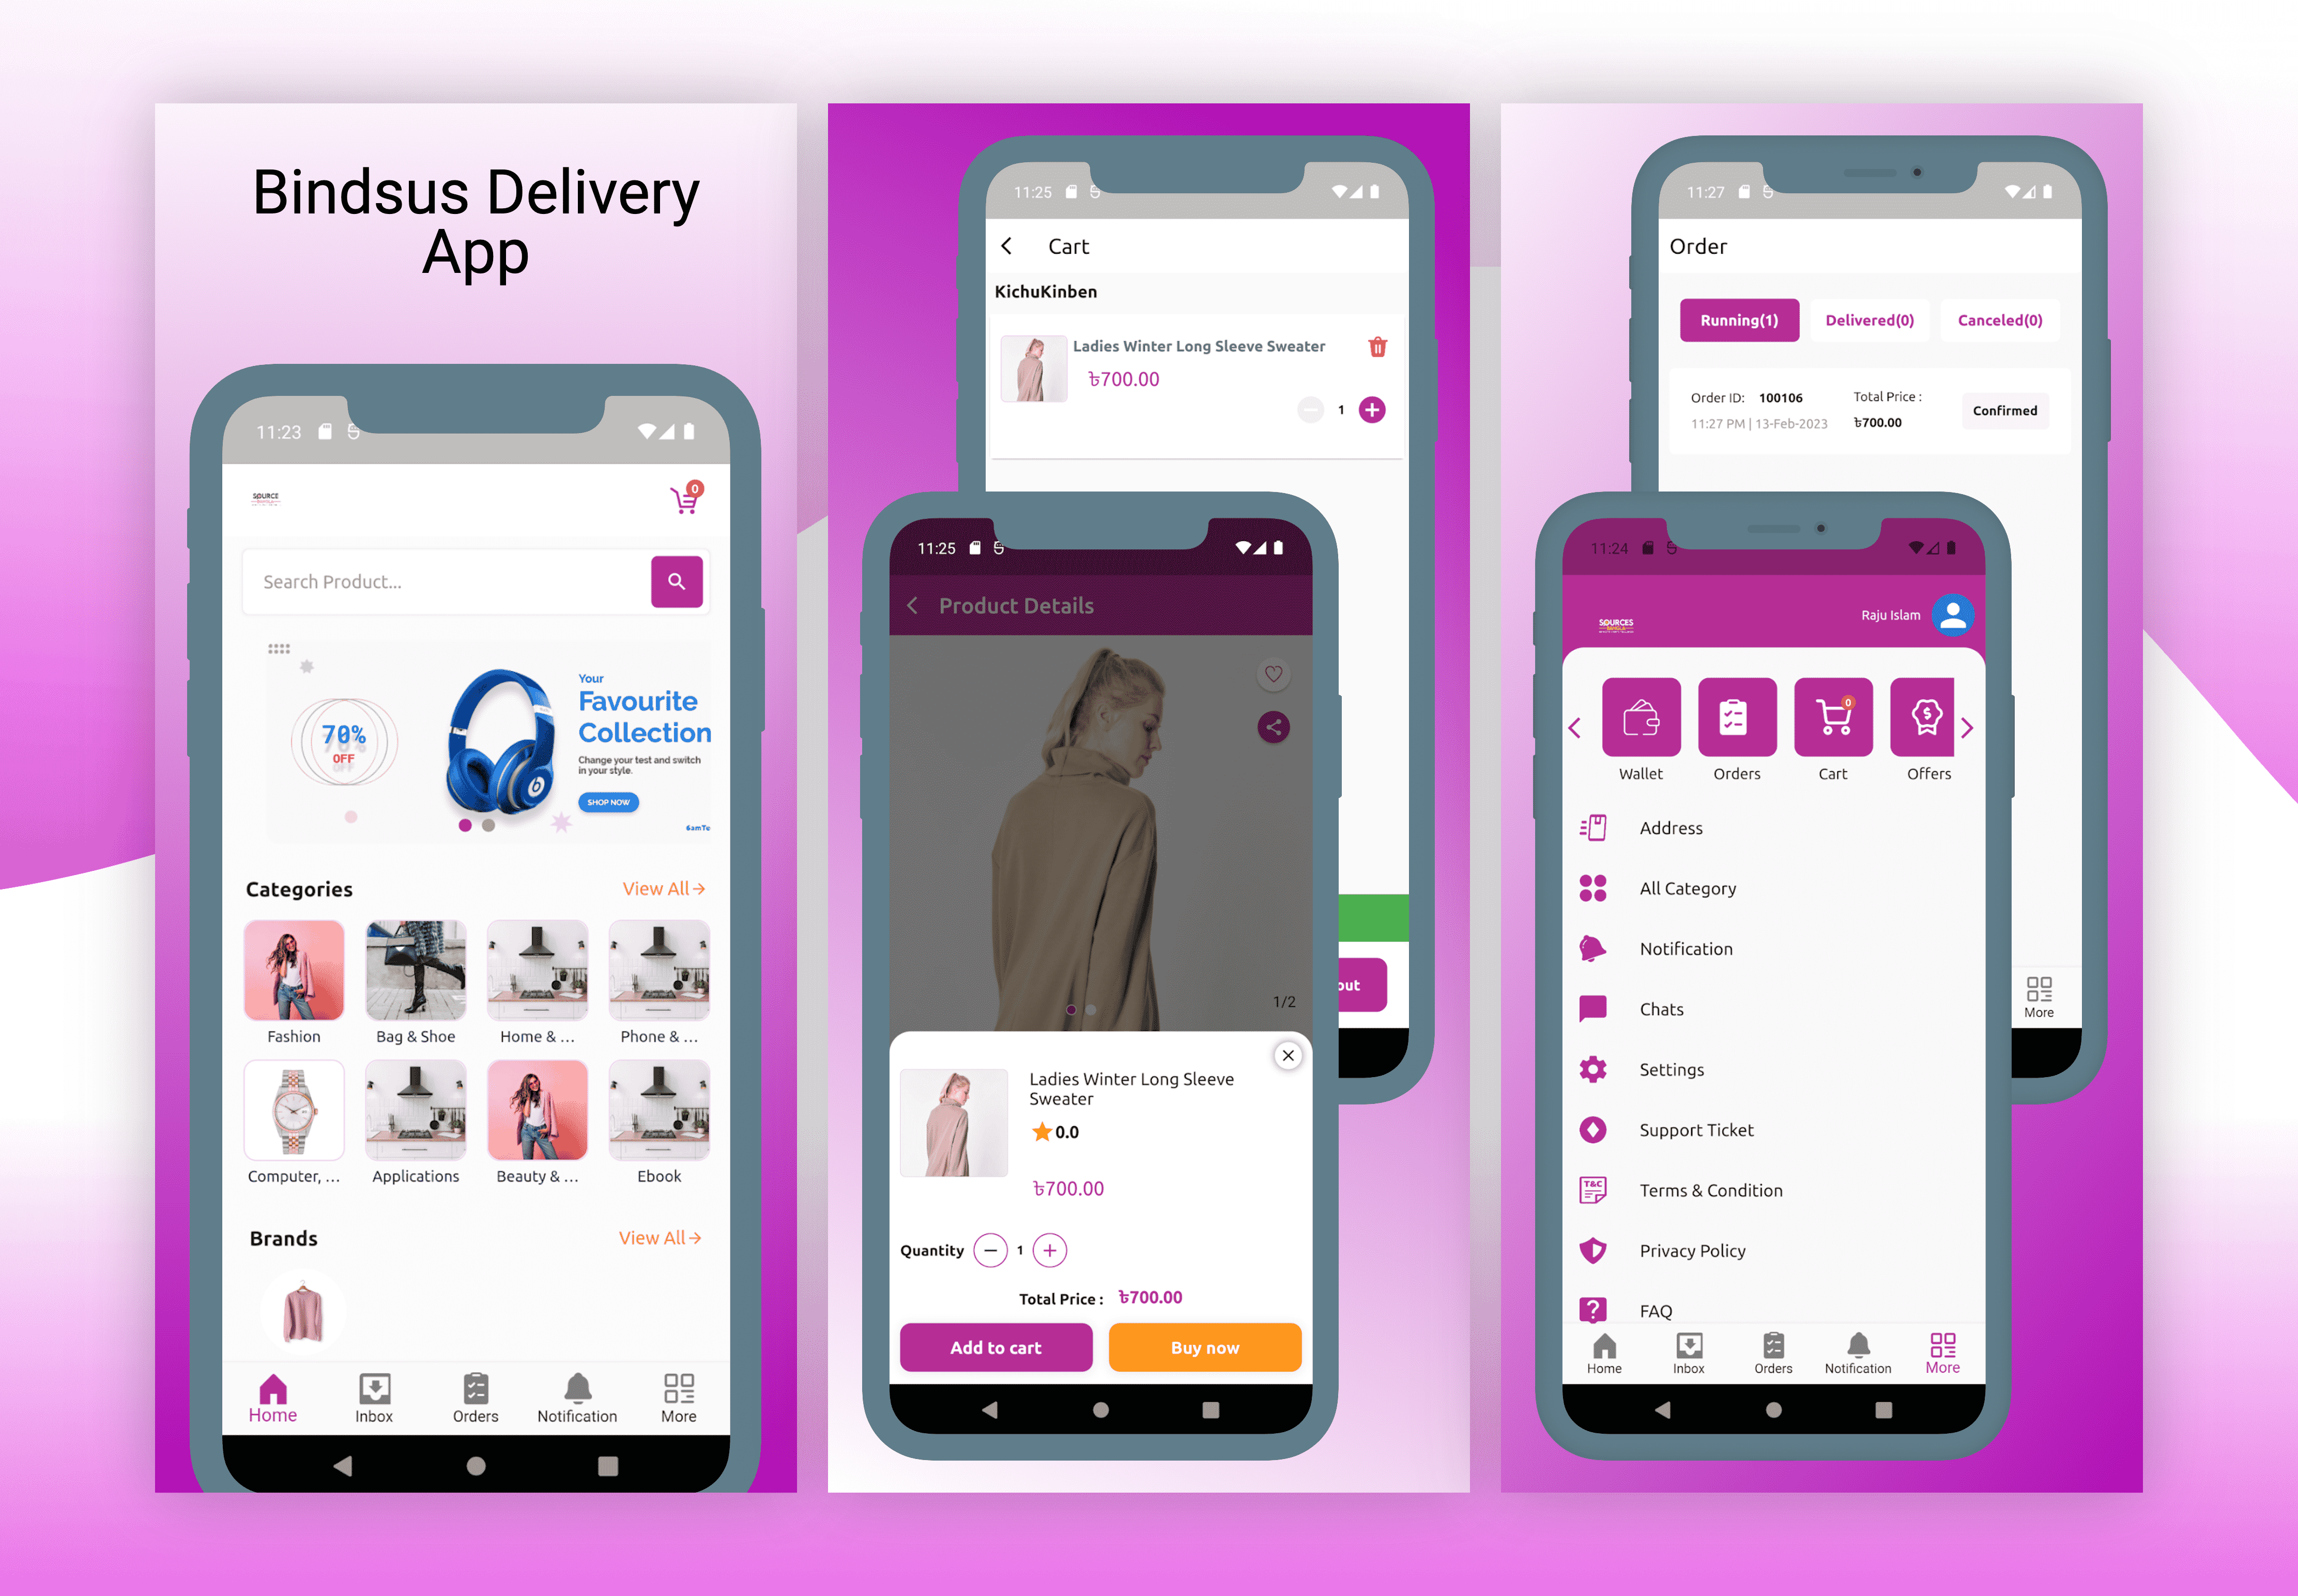 Bindsus Delivery
App
11:23
SOURCE
0
Search Product...
70%
OFF
Your
Favourite
Collection
Change your test and switch
in your style.
SHOP NOW
6amTe
Categories
View All
Fashion
Bag & Shoe
Home & ...
Phone & ...
Computer, ...
Applications
Beauty & ...
Ebook
Brands
View All
Home
Inbox
Orders
Notification
More
11:25
Cart
KichuKinben
Ladies Winter Long Sleeve Sweater
৳700.00
1
out
11:25
Product Details
1/2
Ladies Winter Long Sleeve
Sweater
0.0
৳700.00
Quantity
1
Total Price : ৳700.00
Add to cart
Buy now
11:27
Order
Running(1)
Delivered(0)
Canceled(0)
Order ID: 100106
11:27 PM | 13-Feb-2023
Total Price :
৳700.00
Confirmed
More
11:24
SOURCES
BANGLA
Raju Islam
0
Wallet
Orders
Cart
Offers
Address
All Category
Notification
Chats
Settings
Support Ticket
T&C
Terms & Condition
Privacy Policy
FAQ
Home
Inbox
Orders
Notification
More